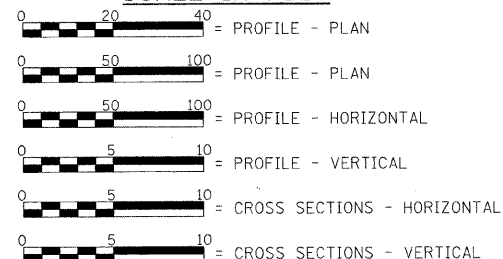 0 20 40 = PROFILE - PLAN
0 50 100 = PROFILE - PLAN
0 50 100 = PROFILE - HORIZONTAL
0 5 10 = PROFILE - VERTICAL
0 5 10 = CROSS SECTIONS - HORIZONTAL
0 5 10 = CROSS SECTIONS - VERTICAL